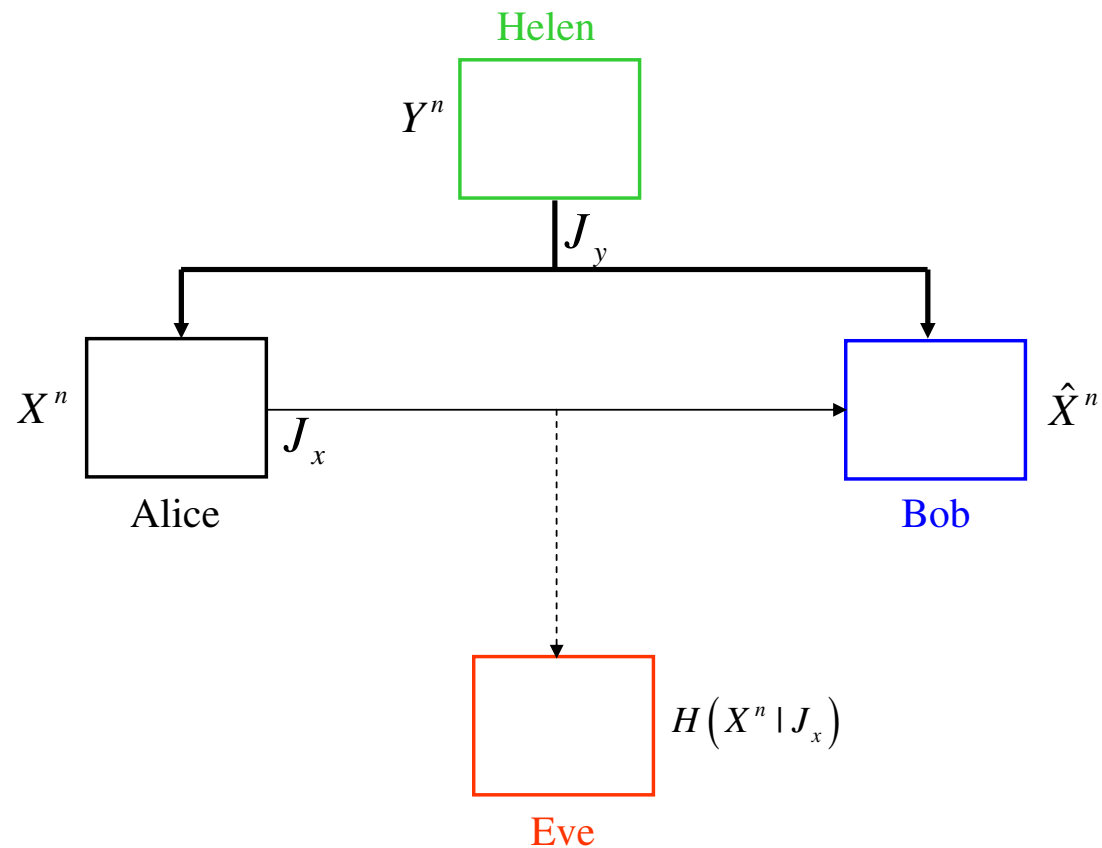 Helen
Y^n
J_y
X^n
J_x
X̂^n
Alice
Bob
H(X^n | J_x)
Eve